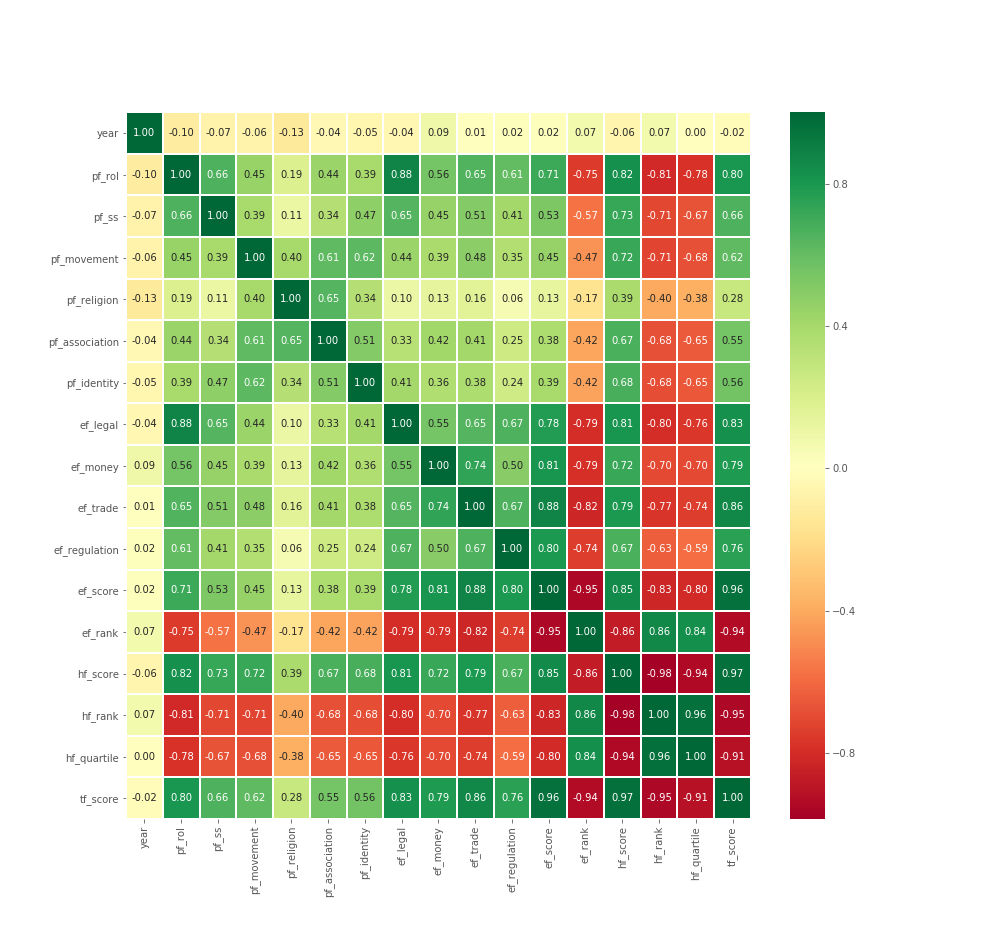 year 1.00 -0.10 -0.07 -0.06 -0.13 -0.04 -0.05 -0.04 0.09 0.01 0.02 0.02 0.07 -0.06 0.07 0.00 -0.02
pf_rol -0.10 1.00 0.66 0.45 0.19 0.44 0.39 0.88 0.56 0.65 0.61 0.71 -0.75 0.82 -0.81 -0.78 0.80 0.8
pf_ss -0.07 0.66 1.00 0.39 0.11 0.34 0.47 0.65 0.45 0.51 0.41 0.53 -0.57 0.73 -0.71 -0.67 0.66
pf_movement -0.06 0.45 0.39 1.00 0.40 0.61 0.62 0.44 0.39 0.48 0.35 0.45 -0.47 0.72 -0.71 -0.68 0.62
pf_religion -0.13 0.19 0.11 0.40 1.00 0.65 0.34 0.10 0.13 0.16 0.06 0.13 -0.17 0.39 -0.40 -0.38 0.28
pf_association -0.04 0.44 0.34 0.61 0.65 1.00 0.51 0.33 0.42 0.41 0.25 0.38 -0.42 0.67 -0.68 -0.65 0.55 0.4
pf_identity -0.05 0.39 0.47 0.62 0.34 0.51 1.00 0.41 0.36 0.38 0.24 0.39 -0.42 0.68 -0.68 -0.65 0.56
ef_legal -0.04 0.88 0.65 0.44 0.10 0.33 0.41 1.00 0.55 0.65 0.67 0.78 -0.79 0.81 -0.80 -0.76 0.83
ef_money 0.09 0.56 0.45 0.39 0.13 0.42 0.36 0.55 1.00 0.74 0.50 0.81 -0.79 0.72 -0.70 -0.70 0.79 0.0
ef_trade 0.01 0.65 0.51 0.48 0.16 0.41 0.38 0.65 0.74 1.00 0.67 0.88 -0.82 0.79 -0.77 -0.74 0.86
ef_regulation 0.02 0.61 0.41 0.35 0.06 0.25 0.24 0.67 0.50 0.67 1.00 0.80 -0.74 0.67 -0.63 -0.59 0.76
ef_score 0.02 0.71 0.53 0.45 0.13 0.38 0.39 0.78 0.81 0.88 0.80 1.00 -0.95 0.85 -0.83 -0.80 0.96 −0.4
ef_rank 0.07 -0.75 -0.57 -0.47 -0.17 -0.42 -0.42 -0.79 -0.79 -0.82 -0.74 -0.95 1.00 -0.86 0.86 0.84 -0.94
hf_score -0.06 0.82 0.73 0.72 0.39 0.67 0.68 0.81 0.72 0.79 0.67 0.85 -0.86 1.00 -0.98 -0.94 0.97
hf_rank 0.07 -0.81 -0.71 -0.71 -0.40 -0.68 -0.68 -0.80 -0.70 -0.77 -0.63 -0.83 0.86 -0.98 1.00 0.96 -0.95
hf_quartile 0.00 -0.78 -0.67 -0.68 -0.38 -0.65 -0.65 -0.76 -0.70 -0.74 -0.59 -0.80 0.84 -0.94 0.96 1.00 -0.91 −0.8
tf_score -0.02 0.80 0.66 0.62 0.28 0.55 0.56 0.83 0.79 0.86 0.76 0.96 -0.94 0.97 -0.95 -0.91 1.00
year pf_rol pf_ss pf_movement pf_religion pf_association pf_identity ef_legal ef_money ef_trade ef_regulation ef_score ef_rank hf_score hf_rank hf_quartile tf_score